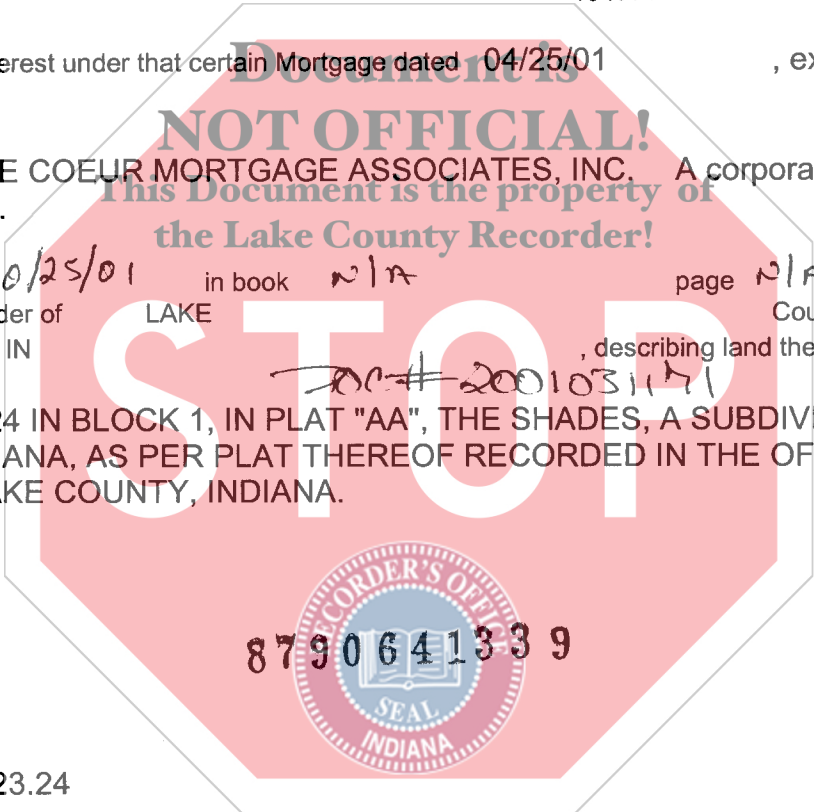 erest under that certain Mortgage dated 04/25/01 , ex
Document is
NOT OFFICIAL!
E COEUR MORTGAGE ASSOCIATES, INC. A corpora
This Document is the property of
.
the Lake County Recorder!
0/25/01 in book N/A page N/A
der of LAKE Cou
IN , describing land the
STOP
DOC# 2001031171
24 IN BLOCK 1, IN PLAT "AA", THE SHADES, A SUBDIV
ANA, AS PER PLAT THEREOF RECORDED IN THE OF
AKE COUNTY, INDIANA.
RECORDER'S OFFICE
8790641339
SEAL
INDIANA
23.24